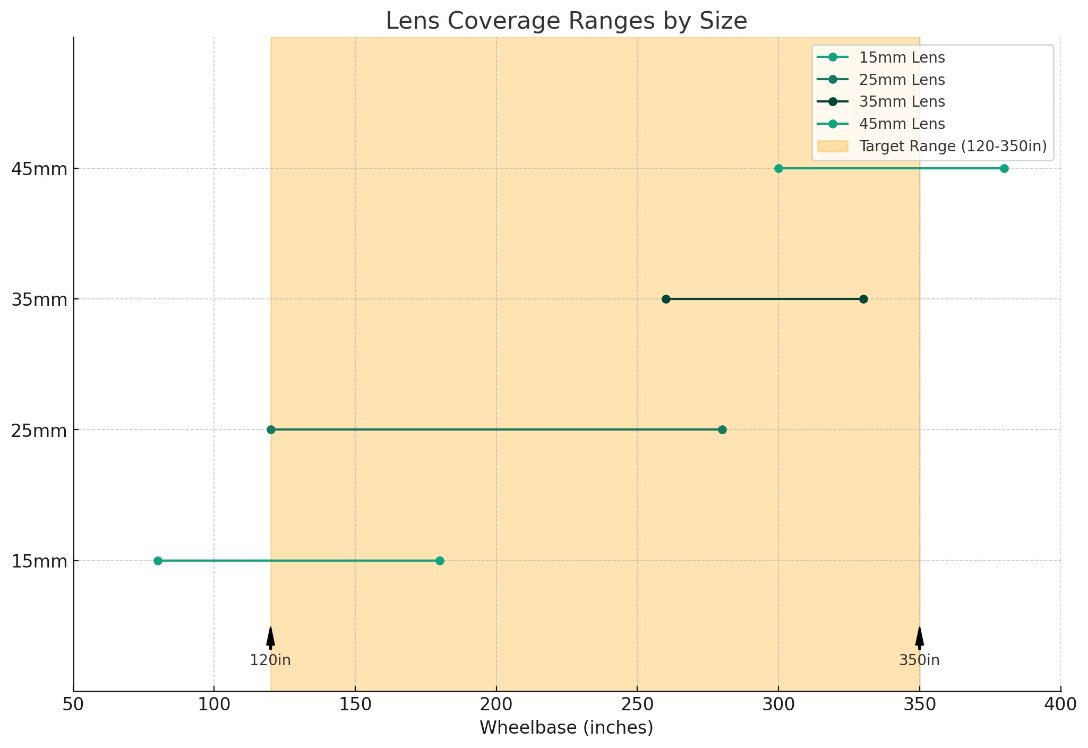 Lens Coverage Ranges by Size
15mm Lens
25mm Lens
35mm Lens
45mm Lens
Target Range (120-350in)
45mm
35mm
25mm
15mm
120in
350in
50
100
150
200
250
300
350
400
Wheelbase (inches)